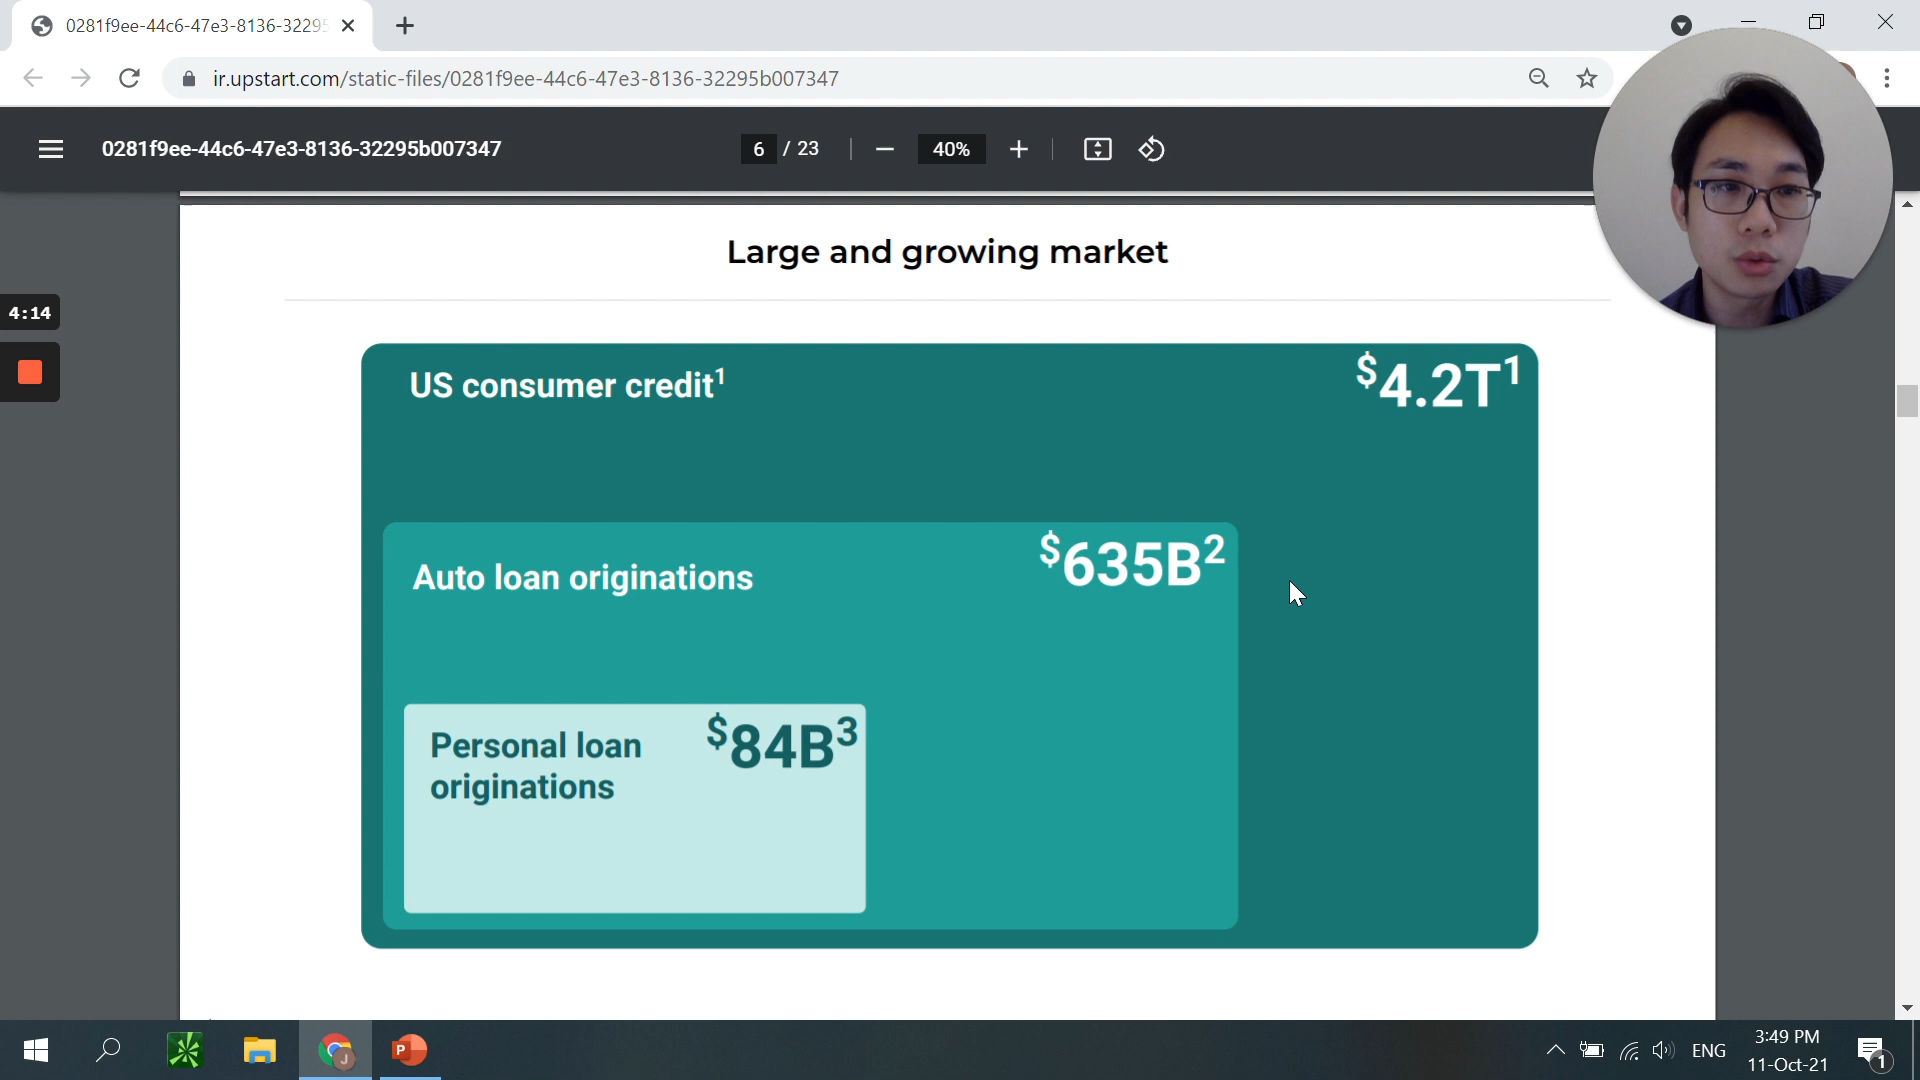 0281f9ee-44c6-47e3-8136-3229
ir.upstart.com/static-files/0281f9ee-44c6-47e3-8136-32295b007347
0281f9ee-44c6-47e3-8136-32295b007347
6 / 23
40%
Large and growing market
4:14
US consumer credit¹
$4.2T¹
Auto loan originations
$635B²
Personal loan
originations
$84B³
J
P
ENG
3:49 PM
11-Oct-21
1